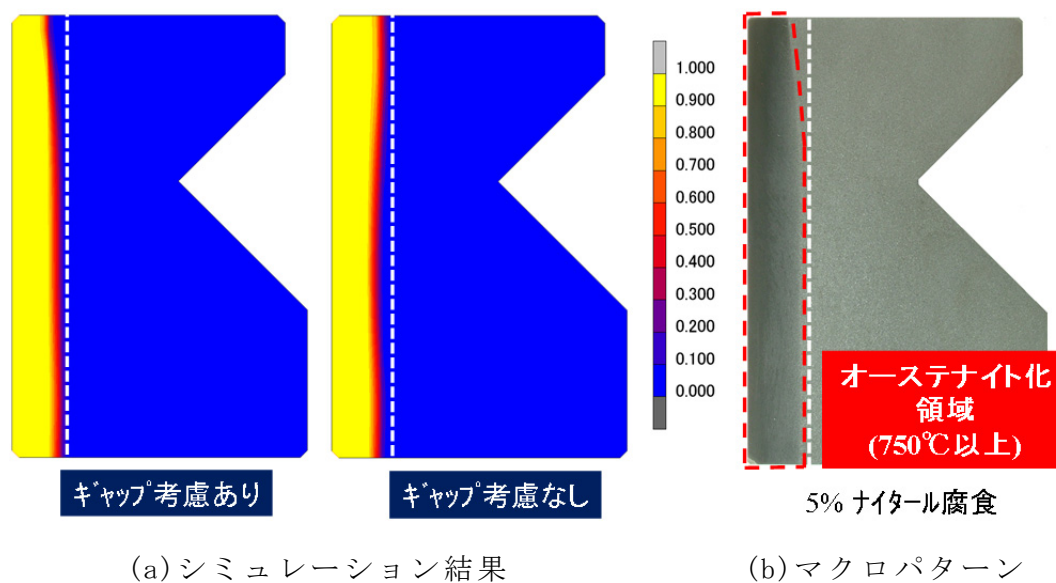 1.000
0.900
0.800
0.700
0.600
0.500
0.400
0.300
0.200
0.100
0.000
ギャップ考慮あり
ギャップ考慮なし
オーステナイト化
領域
(750℃以上)
5% ナイタール腐食
(a)シミュレーション結果
(b)マクロパターン